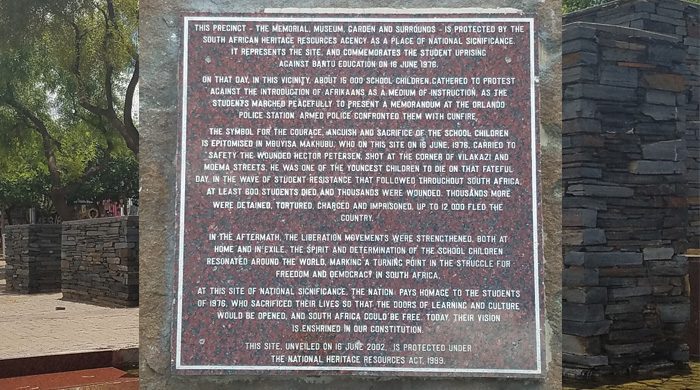 THIS PRECINCT - THE MEMORIAL, MUSEUM, GARDEN AND SURROUNDS - IS PROTECTED BY THE
SOUTH AFRICAN HERITAGE RESOURCES AGENCY AS A PLACE OF NATIONAL SIGNIFICANCE.
IT REPRESENTS THE SITE, AND COMMEMORATES THE STUDENT UPRISING
AGAINST BANTU EDUCATION ON 16 JUNE 1976.
ON THAT DAY, IN THIS VICINITY, ABOUT 15 000 SCHOOL CHILDREN GATHERED TO PROTEST
AGAINST THE INTRODUCTION OF AFRIKAANS AS A MEDIUM OF INSTRUCTION. AS THE
STUDENTS MARCHED PEACEFULLY TO PRESENT A MEMORANDUM AT THE ORLANDO
POLICE STATION, ARMED POLICE CONFRONTED THEM WITH GUNFIRE.
THE SYMBOL FOR THE COURAGE, ANGUISH AND SACRIFICE OF THE SCHOOL CHILDREN
IS EPITOMISED IN MBUYISA MAKHUBU, WHO ON THIS SITE ON 16 JUNE, 1976, CARRIED TO
SAFETY THE WOUNDED HECTOR PETERSEN, SHOT AT THE CORNER OF VILAKAZI AND
MOEMA STREETS. HE WAS ONE OF THE YOUNGEST CHILDREN TO DIE ON THAT FATEFUL
DAY. IN THE WAVE OF STUDENT RESISTANCE THAT FOLLOWED THROUGHOUT SOUTH AFRICA,
AT LEAST 600 STUDENTS DIED AND THOUSANDS WERE WOUNDED. THOUSANDS MORE
WERE DETAINED, TORTURED, CHARGED AND IMPRISONED. UP TO 12 000 FLED THE
COUNTRY.
IN THE AFTERMATH, THE LIBERATION MOVEMENTS WERE STRENGTHENED, BOTH AT
HOME AND IN EXILE. THE SPIRIT AND DETERMINATION OF THE SCHOOL CHILDREN
RESONATED AROUND THE WORLD, MARKING A TURNING POINT IN THE STRUGGLE FOR
FREEDOM AND DEMOCRACY IN SOUTH AFRICA.
AT THIS SITE OF NATIONAL SIGNIFICANCE, THE NATION PAYS HOMAGE TO THE STUDENTS
OF 1976, WHO SACRIFICED THEIR LIVES SO THAT THE DOORS OF LEARNING AND CULTURE
WOULD BE OPENED, AND SOUTH AFRICA COULD BE FREE. TODAY, THEIR VISION
IS ENSHRINED IN OUR CONSTITUTION.
THIS SITE, UNVEILED ON 16 JUNE 2002, IS PROTECTED UNDER
THE NATIONAL HERITAGE RESOURCES ACT, 1999.